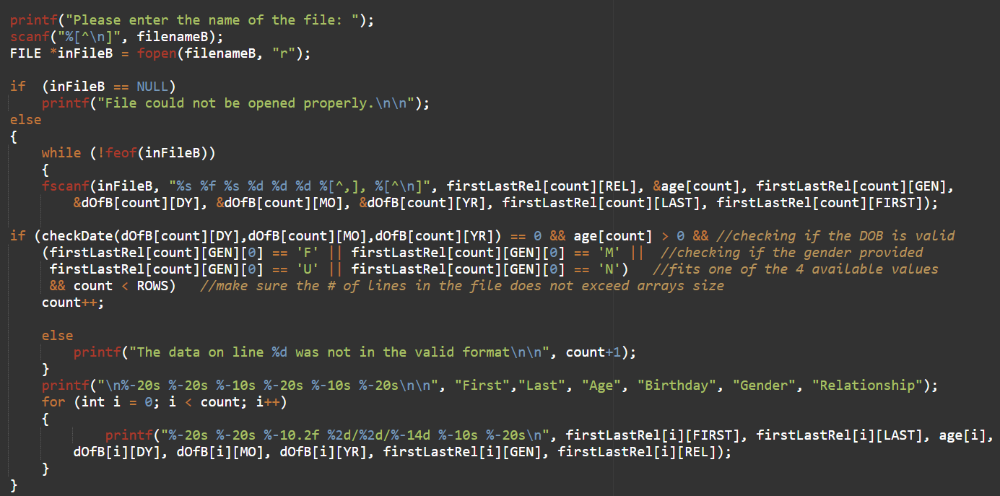 printf("Please enter the name of the file: ");
scanf("%[^\n]", filenameB);
FILE *inFileB = fopen(filenameB, "r");
if  (inFileB == NULL)
    printf("File could not be opened properly.\n\n");
else
{
    while (!feof(inFileB))
    {
    fscanf(inFileB, "%s %f %s %d %d %d %[^,], %[^\n]", firstLastRel[count][REL], &age[count], firstLastRel[count][GEN],
        &dOfB[count][DY], &dOfB[count][MO], &dOfB[count][YR], firstLastRel[count][LAST], firstLastRel[count][FIRST]);
if (checkDate(dOfB[count][DY],dOfB[count][MO],dOfB[count][YR]) == 0 && age[count] > 0 && //checking if the DOB is valid
    (firstLastRel[count][GEN][0] == 'F' || firstLastRel[count][GEN][0] == 'M' ||  //checking if the gender provided
     firstLastRel[count][GEN][0] == 'U' || firstLastRel[count][GEN][0] == 'N')   //fits one of the 4 available values
     && count < ROWS)   //make sure the # of lines in the file does not exceed arrays size
    count++;
    else
        printf("The data on line %d was not in the valid format\n\n", count+1);
    }
    printf("\n%-20s %-20s %-10s %-20s %-10s %-20s\n\n", "First","Last", "Age", "Birthday", "Gender", "Relationship");
    for (int i = 0; i < count; i++)
    {
            printf("%-20s %-20s %-10.2f %2d/%2d/%-14d %-10s %-20s\n", firstLastRel[i][FIRST], firstLastRel[i][LAST], age[i],
        dOfB[i][DY], dOfB[i][MO], dOfB[i][YR], firstLastRel[i][GEN], firstLastRel[i][REL]);
    }
}